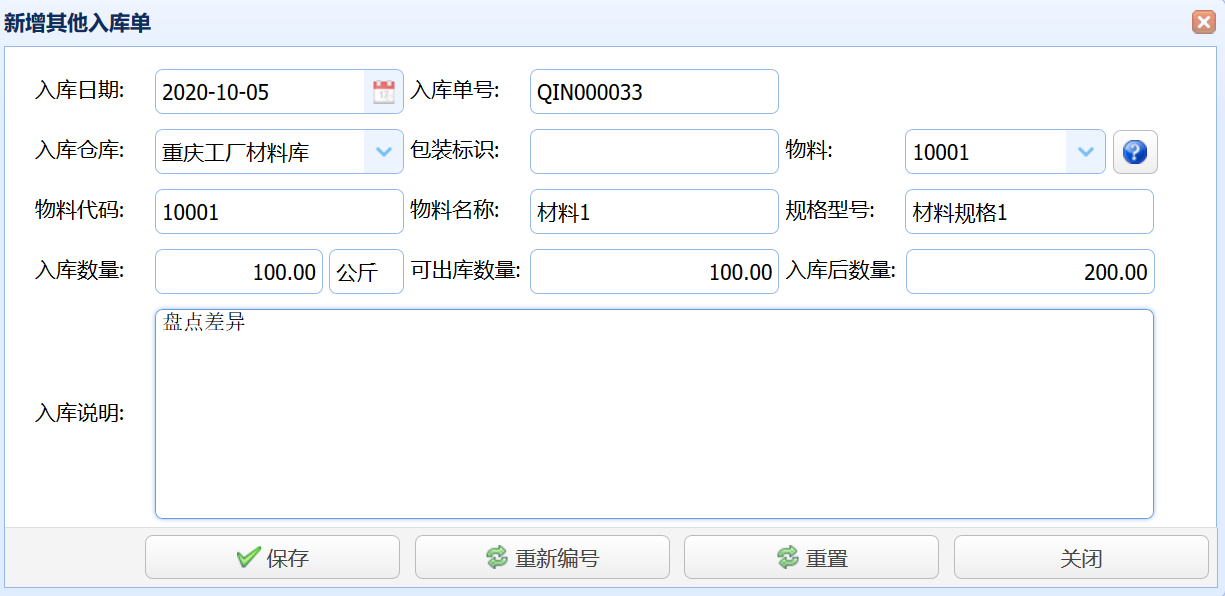 新增其他入库单
入库日期: 2020-10-05 入库单号: QIN000033
入库仓库: 重庆工厂材料库 包装标识: 物料: 10001
物料代码: 10001 物料名称: 材料1 规格型号: 材料规格1
入库数量: 100.00 公斤 可出库数量: 100.00 入库后数量: 200.00
盘点差异
入库说明:
保存 重新编号 重置 关闭